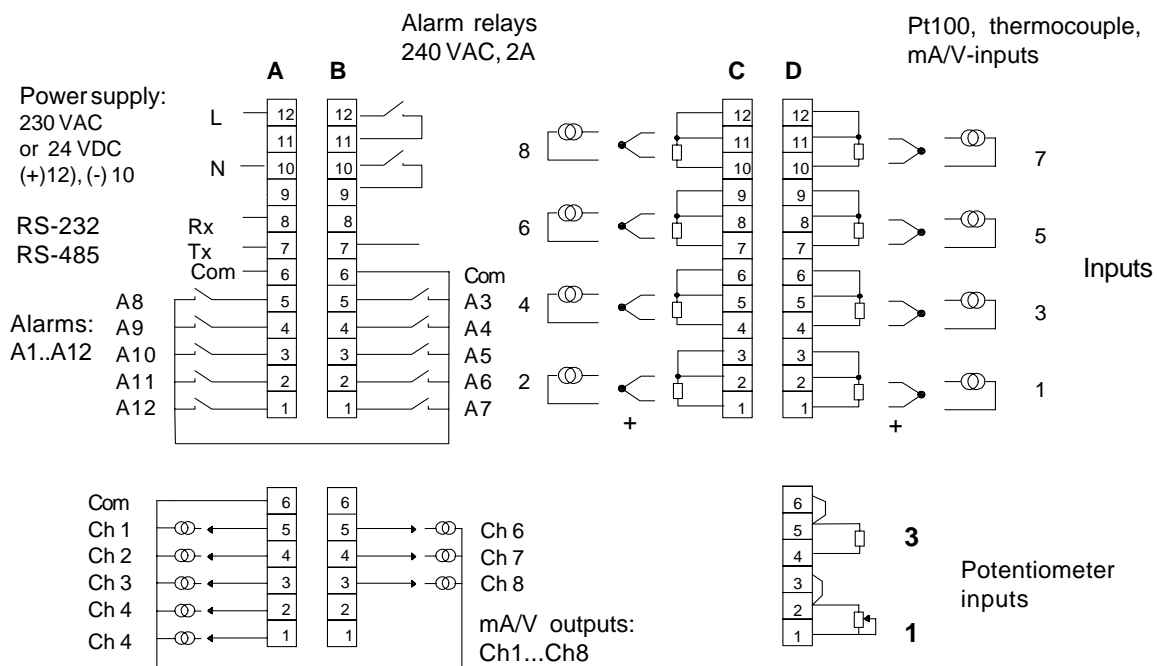 Alarm relays
240 VAC, 2A
Pt100, thermocouple,
mA/V-inputs
A
B
C
D
Power supply:
230 VAC
or 24 VDC
(+)12), (-) 10
L
N
RS-232
RS-485
Rx
Tx
Com
A8
A9
A10
A11
A12
Alarms:
A1..A12
12
11
10
9
8
7
6
5
4
3
2
1
12
11
10
9
8
7
6
5
4
3
2
1
Com
A3
A4
A5
A6
A7
8
6
4
2
+
12
11
10
9
8
7
6
5
4
3
2
1
12
11
10
9
8
7
6
5
4
3
2
1
+
7
5
3
1
Inputs
Com
Ch 1
Ch 2
Ch 3
Ch 4
Ch 4
6
5
4
3
2
1
6
5
4
3
2
1
Ch 6
Ch 7
Ch 8
mA/V outputs:
Ch1...Ch8
6
5
4
3
2
1
3
1
Potentiometer
inputs